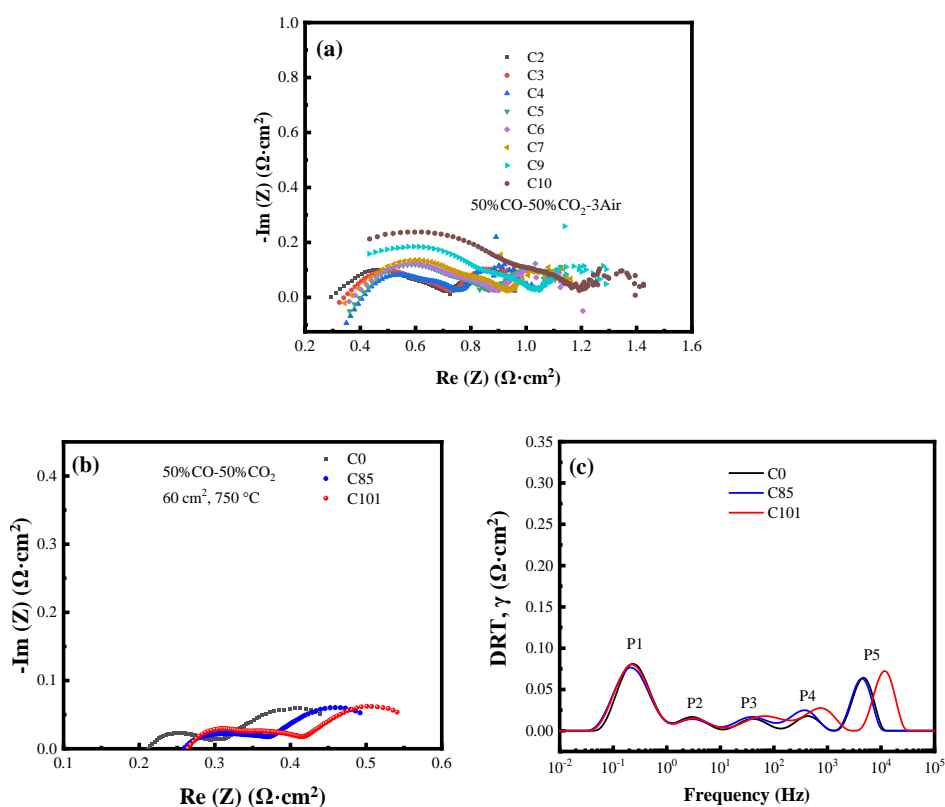 (a)
C2
C3
C4
C5
C6
C7
C9
C10
50%CO-50%CO₂-3Air
-Im (Z) (Ω·cm²)
1.0
0.8
0.6
0.4
0.2
0.0
0.2 0.4 0.6 0.8 1.0 1.2 1.4 1.6
Re (Z) (Ω·cm²)
(b)
50%CO-50%CO₂
60 cm², 750 °C
C0
C85
C101
-Im (Z) (Ω·cm²)
0.4
0.3
0.2
0.1
0.0
0.1 0.2 0.3 0.4 0.5 0.6
Re (Z) (Ω·cm²)
(c)
C0
C85
C101
DRT, γ (Ω·cm²)
0.35
0.30
0.25
0.20
0.15
0.10
0.05
0.00
P1
P2
P3
P4
P5
10⁻² 10⁻¹ 10⁰ 10¹ 10² 10³ 10⁴ 10⁵
Frequency (Hz)